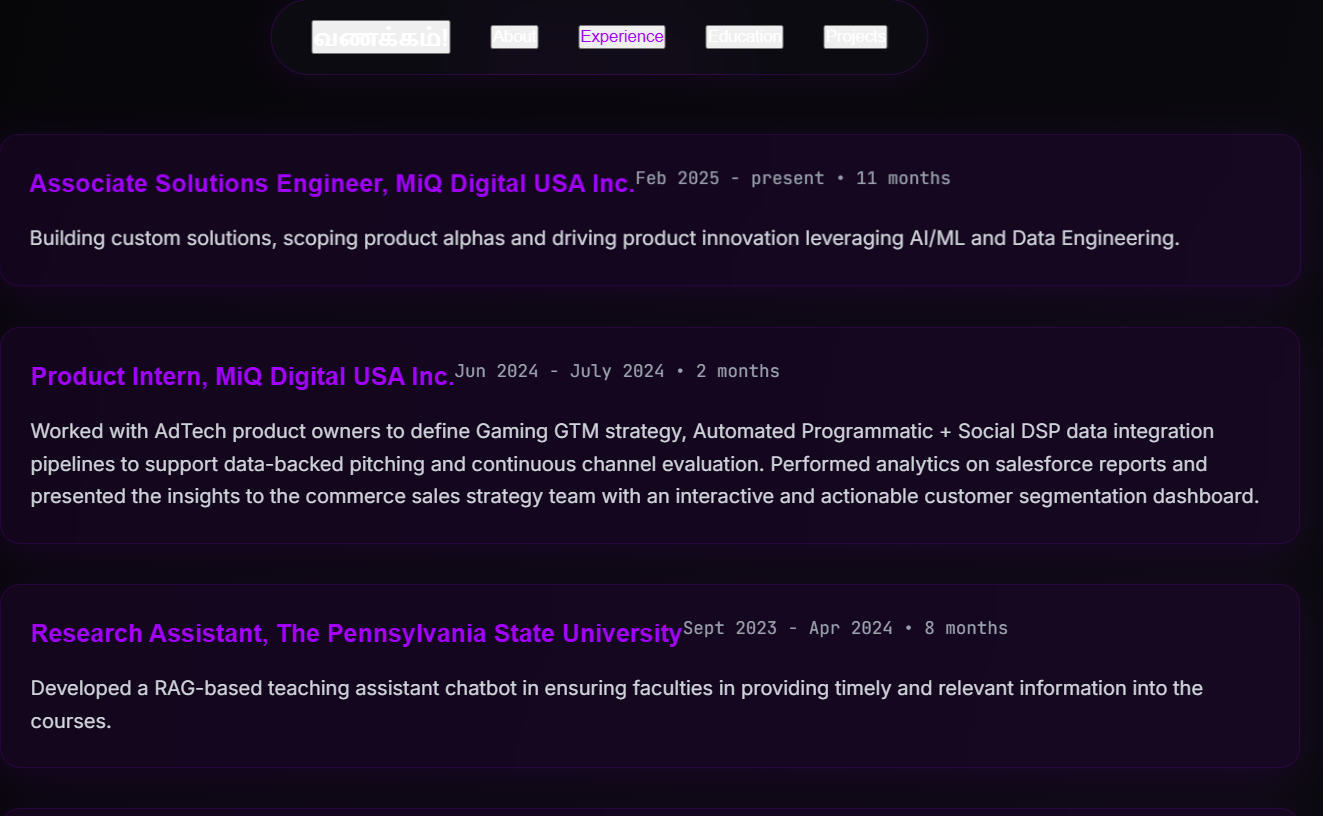 வணக்கம்!
About
Experience
Education
Projects
Associate Solutions Engineer, MiQ Digital USA Inc. Feb 2025 - present • 11 months
Building custom solutions, scoping product alphas and driving product innovation leveraging AI/ML and Data Engineering.
Product Intern, MiQ Digital USA Inc. Jun 2024 - July 2024 • 2 months
Worked with AdTech product owners to define Gaming GTM strategy, Automated Programmatic + Social DSP data integration
pipelines to support data-backed pitching and continuous channel evaluation. Performed analytics on salesforce reports and
presented the insights to the commerce sales strategy team with an interactive and actionable customer segmentation dashboard.
Research Assistant, The Pennsylvania State University Sept 2023 - Apr 2024 • 8 months
Developed a RAG-based teaching assistant chatbot in ensuring faculties in providing timely and relevant information into the
courses.